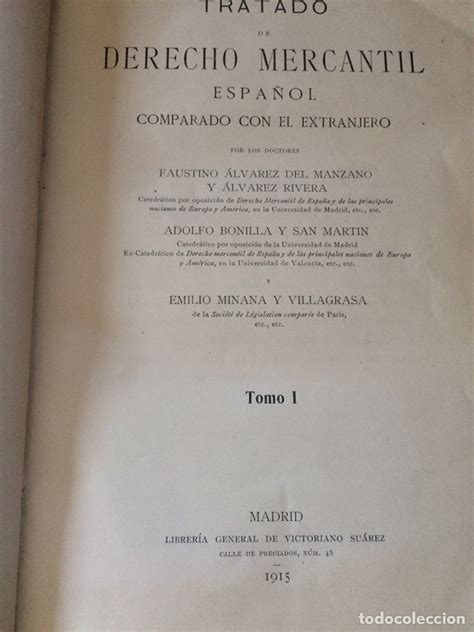 TRATADO
DE
DERECHO MERCANTIL
ESPAÑOL
COMPARADO CON EL EXTRANJERO
POR LOS DOCTORES
FAUSTINO ÁLVAREZ DEL MANZANO
Y ÁLVAREZ RIVERA
Catedrático por oposición de Derecho Mercantil de España y de las principales
naciones de Europa y América, en la Universidad de Madrid, etc., etc.
ADOLFO BONILLA Y SAN MARTIN
Catedrático por oposición de la Universidad de Madrid
Ex-Catedrático de Derecho mercantil de España y de las principales naciones de Europa
y América, en la Universidad de Valencia, etc., etc.
Y
EMILIO MIÑANA Y VILLAGRASA
de la Société de Législation comparée de Paris,
etc., etc.
Tomo I
MADRID
LIBRERÍA GENERAL DE VICTORIANO SUÁREZ
CALLE DE PRECIADOS, NÚM. 48
1915
todocoleccion